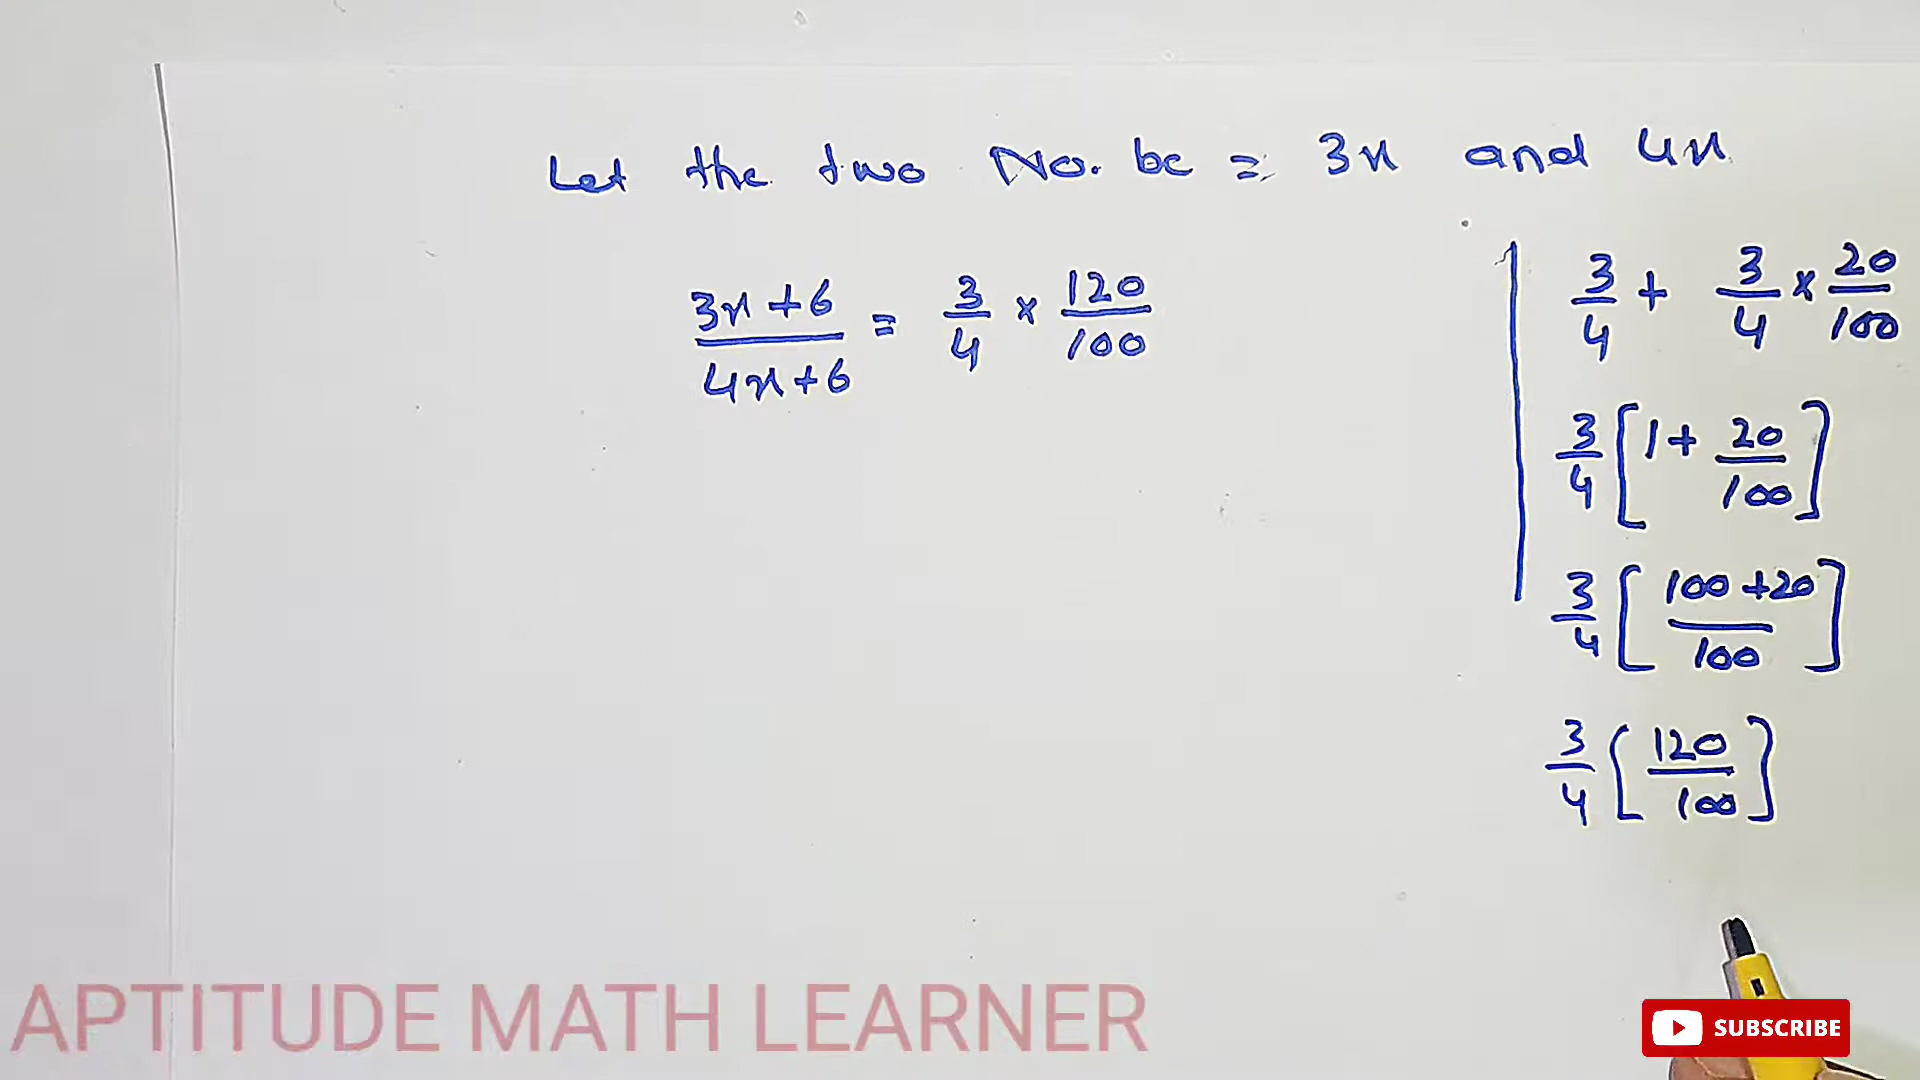 Let the two No. be = 3x and 4x
3x+6 / 4x+6 = 3/4 × 120/100
3/4 + 3/4 × 20/100
3/4 [1 + 20/100]
3/4 [100+20 / 100]
3/4 [120/100]
APTITUDE MATH LEARNER
SUBSCRIBE